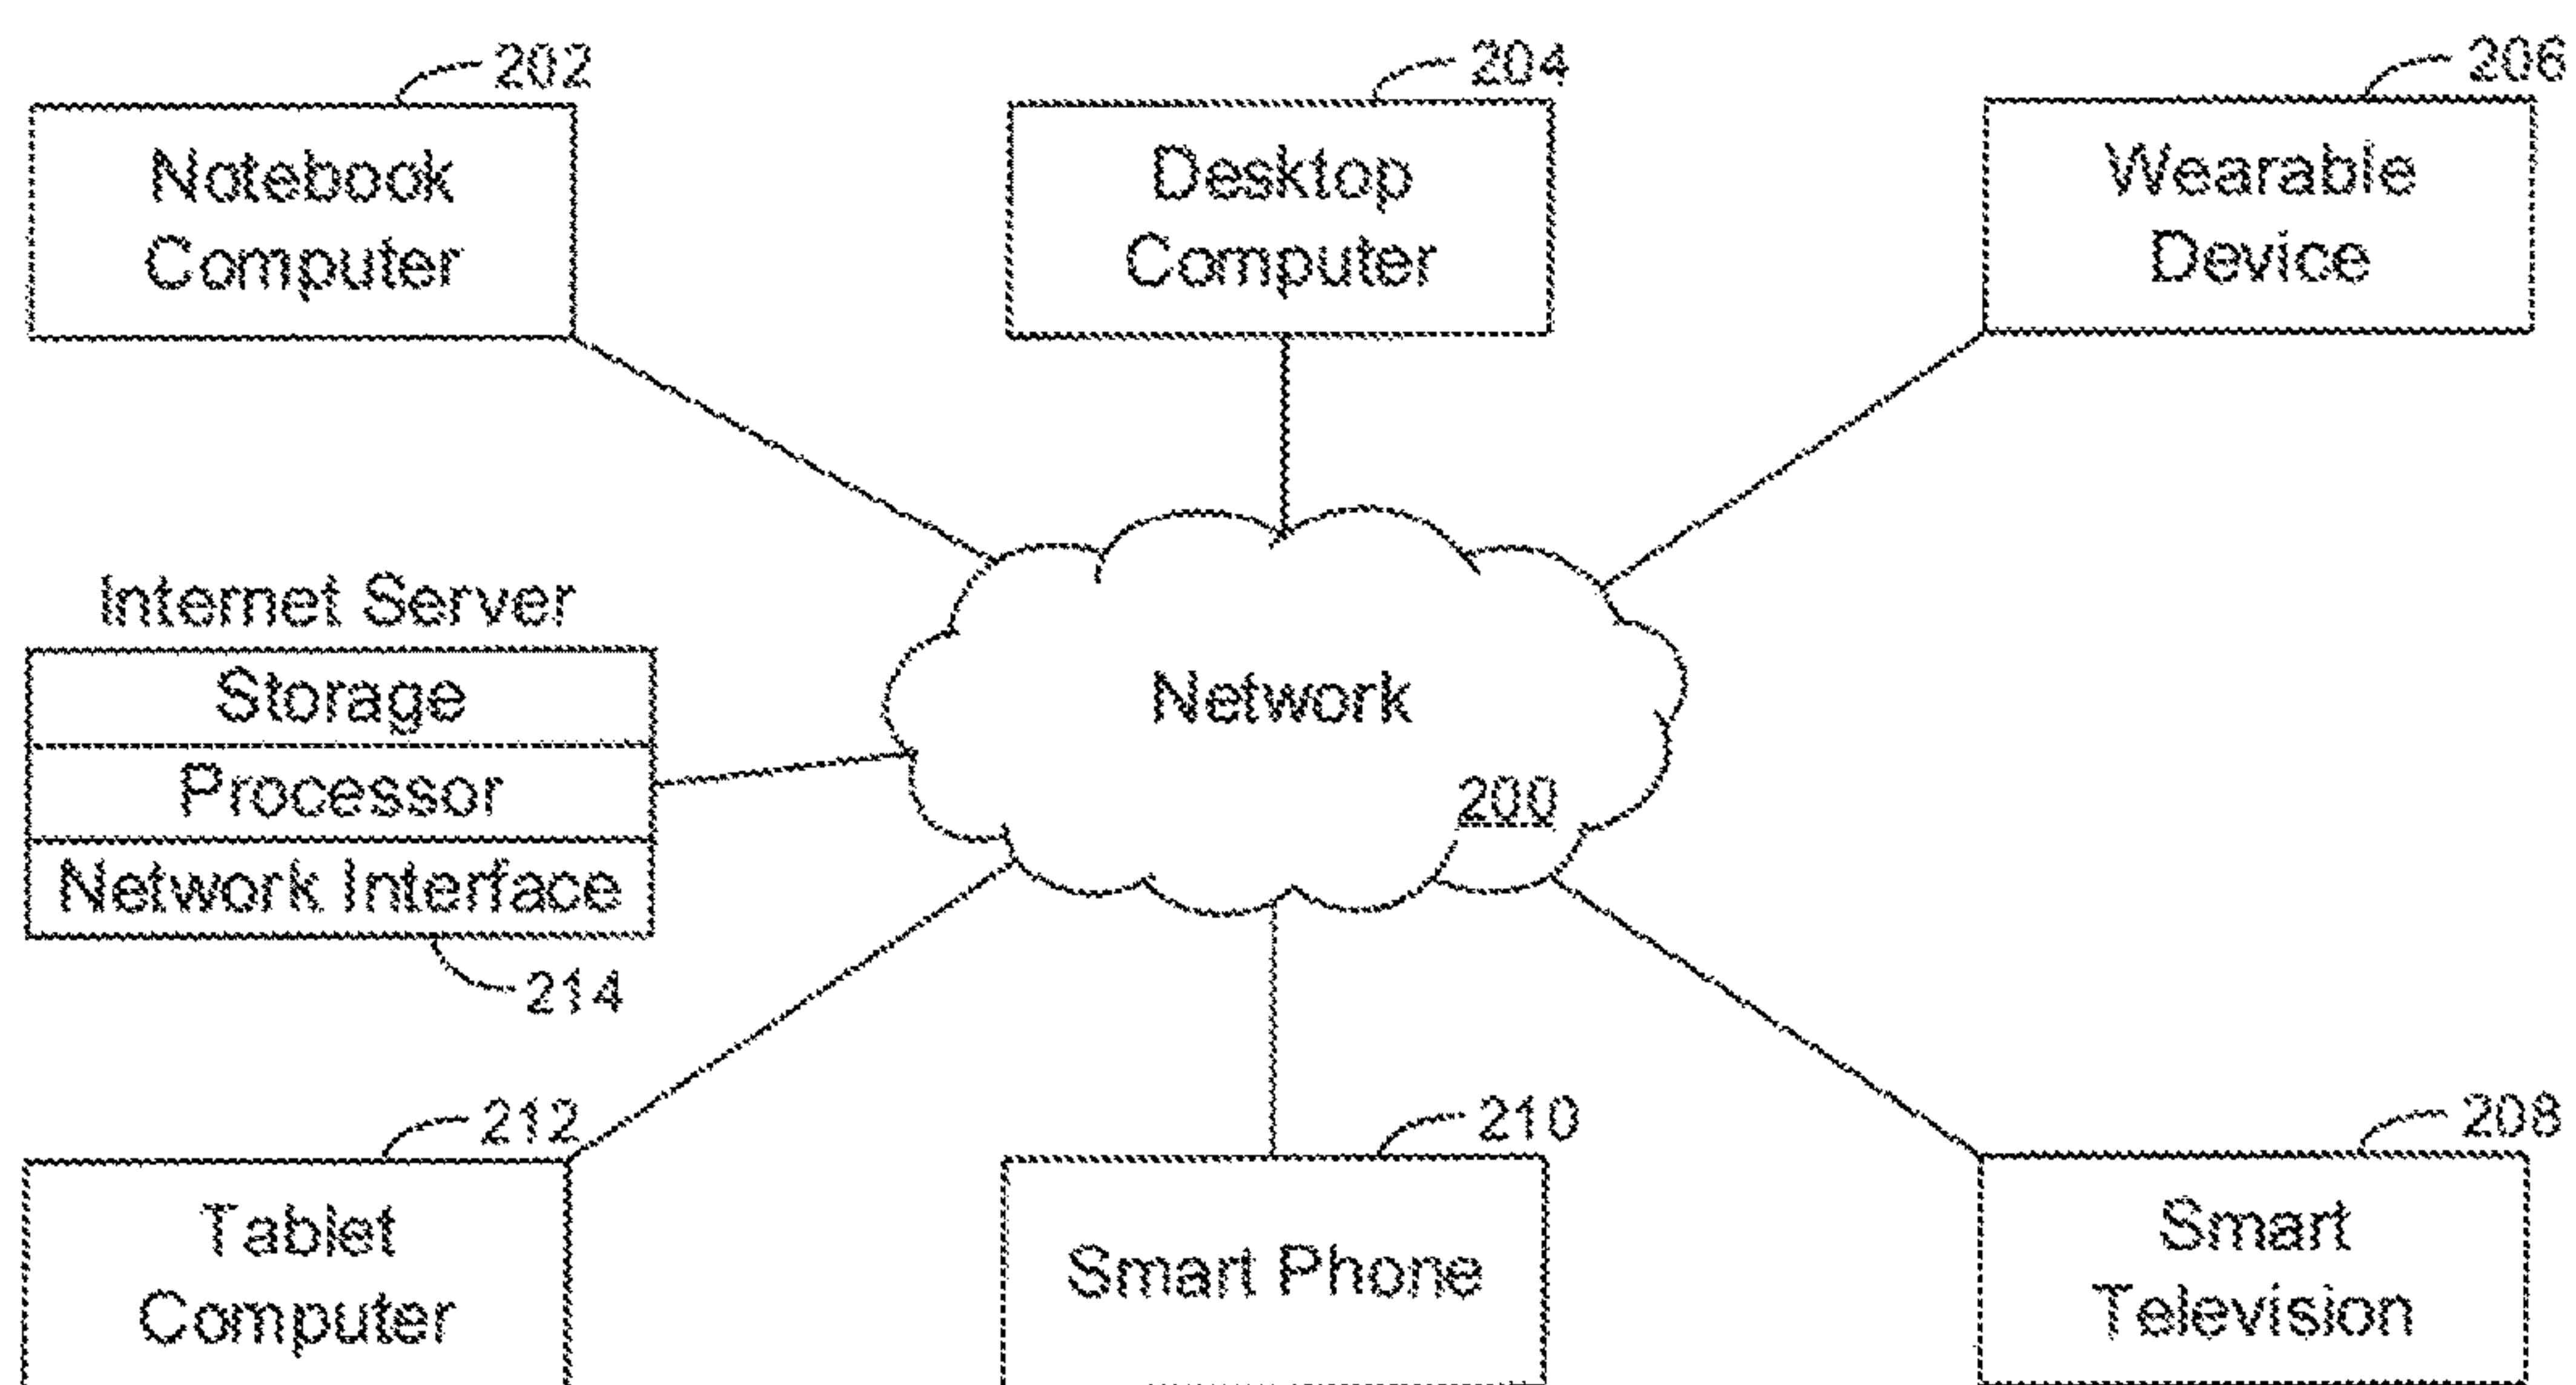 202
Notebook
Computer
204
Desktop
Computer
206
Wearable
Device
Internet Server
Storage
Processor
Network Interface
214
Network
200
212
Tablet
Computer
210
Smart Phone
208
Smart
Television